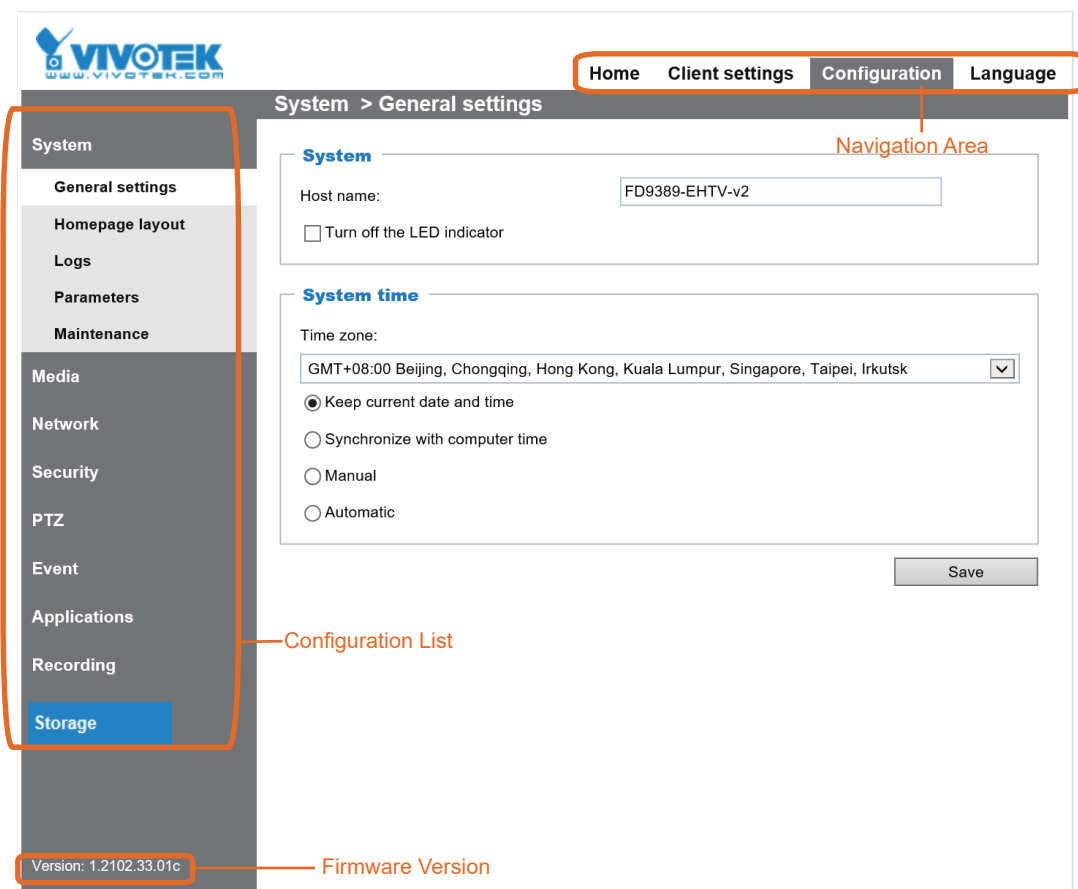 VIVOTEK
www.vivotek.com
Home Client settings Configuration Language
System > General settings
Navigation Area
System
General settings
Homepage layout
Logs
Parameters
Maintenance
Media
Network
Security
PTZ
Event
Applications
Recording
Storage
Version: 1.2102.33.01c
System
Host name: FD9389-EHTV-v2
Turn off the LED indicator
System time
Time zone:
GMT+08:00 Beijing, Chongqing, Hong Kong, Kuala Lumpur, Singapore, Taipei, Irkutsk
Keep current date and time
Synchronize with computer time
Manual
Automatic
Save
Configuration List
Firmware Version